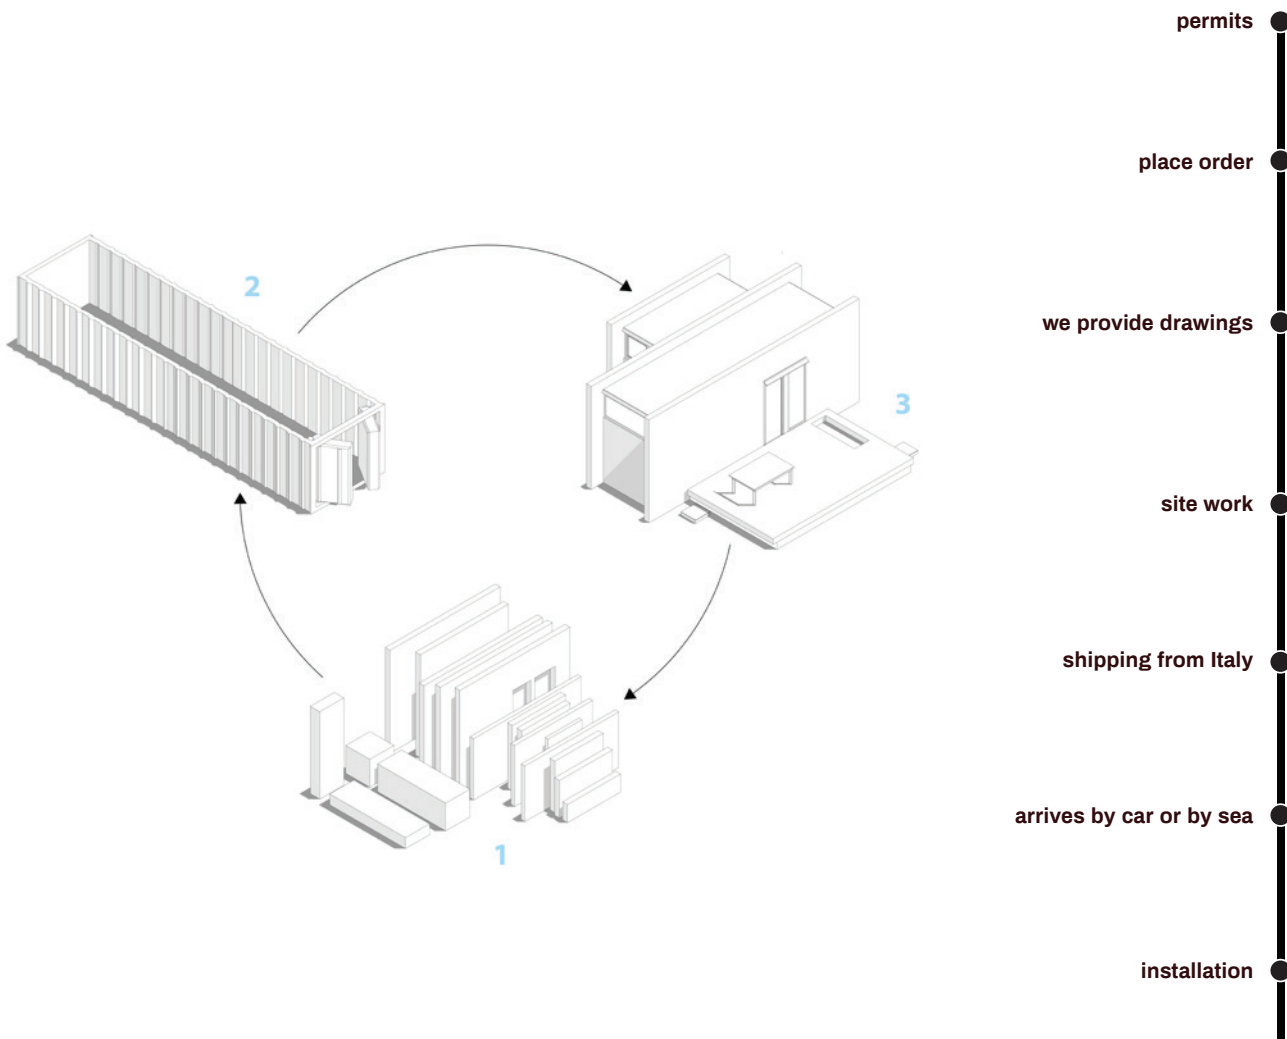 permits
place order
2
we provide drawings
3
site work
shipping from Italy
arrives by car or by sea
1
installation